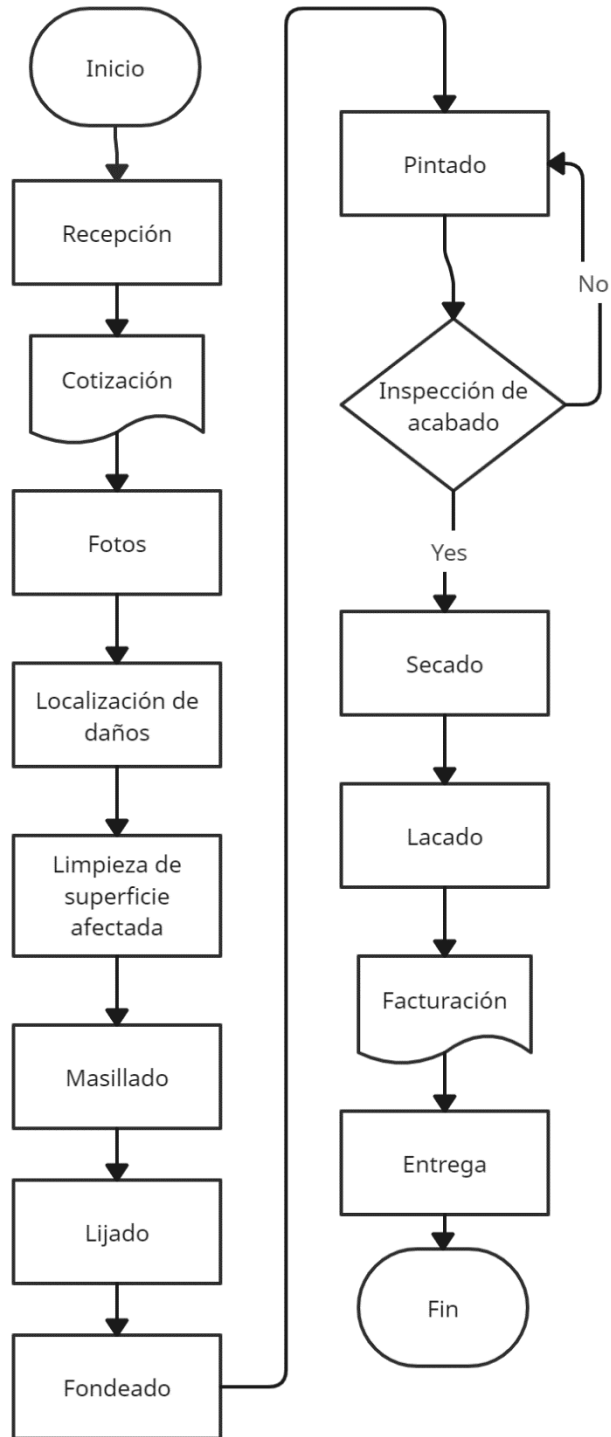 Inicio
Recepción
Cotización
Fotos
Localización de
daños
Limpieza de
superficie
afectada
Masillado
Lijado
Fondeado
Pintado
No
Inspección de
acabado
Yes
Secado
Lacado
Facturación
Entrega
Fin